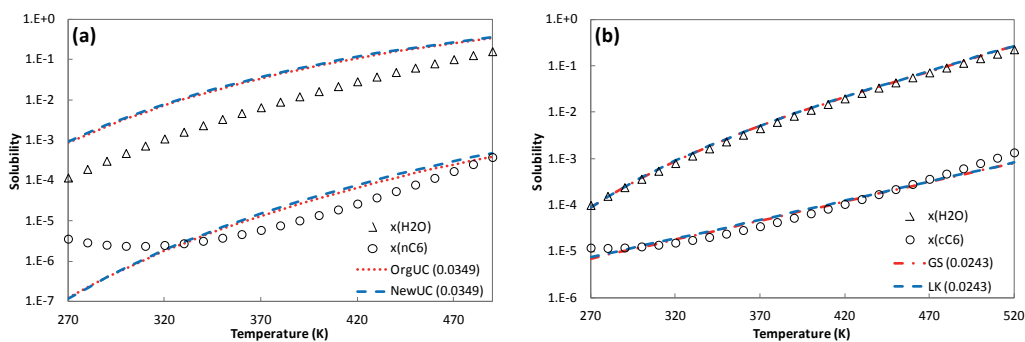 (a)
1.E+0
1.E-1
1.E-2
1.E-3
1.E-4
1.E-5
1.E-6
1.E-7
Solubility
x(H2O)
x(nC6)
OrgUC (0.0349)
NewUC (0.0349)
270 320 370 420 470
Temperature (K)
(b)
1.E+0
1.E-1
1.E-2
1.E-3
1.E-4
1.E-5
1.E-6
Solubility
x(H2O)
x(cC6)
GS (0.0243)
LK (0.0243)
270 320 370 420 470 520
Temperature (K)